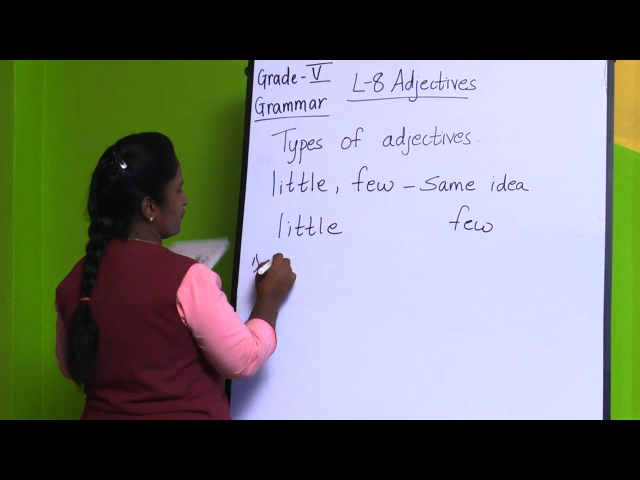 Grade - V
Grammar
L-8 Adjectives
Types of adjectives.
little, few - Same idea
little few